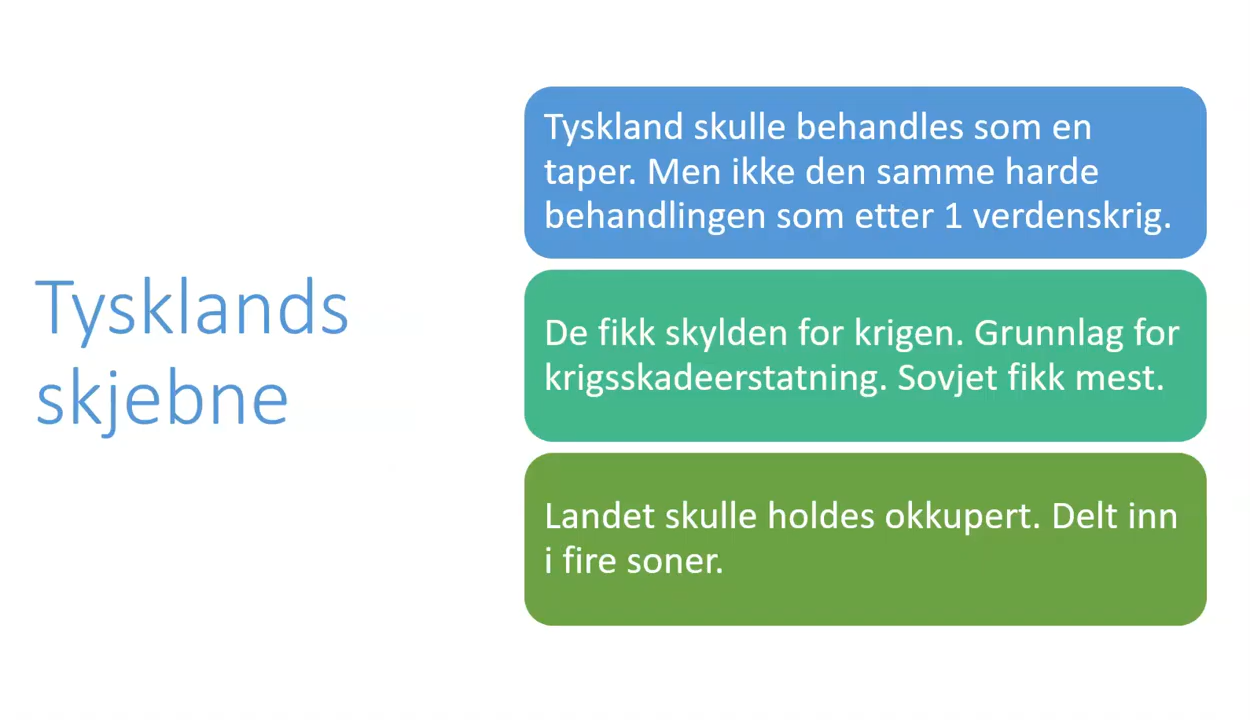 Tysklands
skjebne
Tyskland skulle behandles som en
taper. Men ikke den samme harde
behandlingen som etter 1 verdenskrig.
De fikk skylden for krigen. Grunnlag for
krigsskadeerstatning. Sovjet fikk mest.
Landet skulle holdes okkupert. Delt inn
i fire soner.